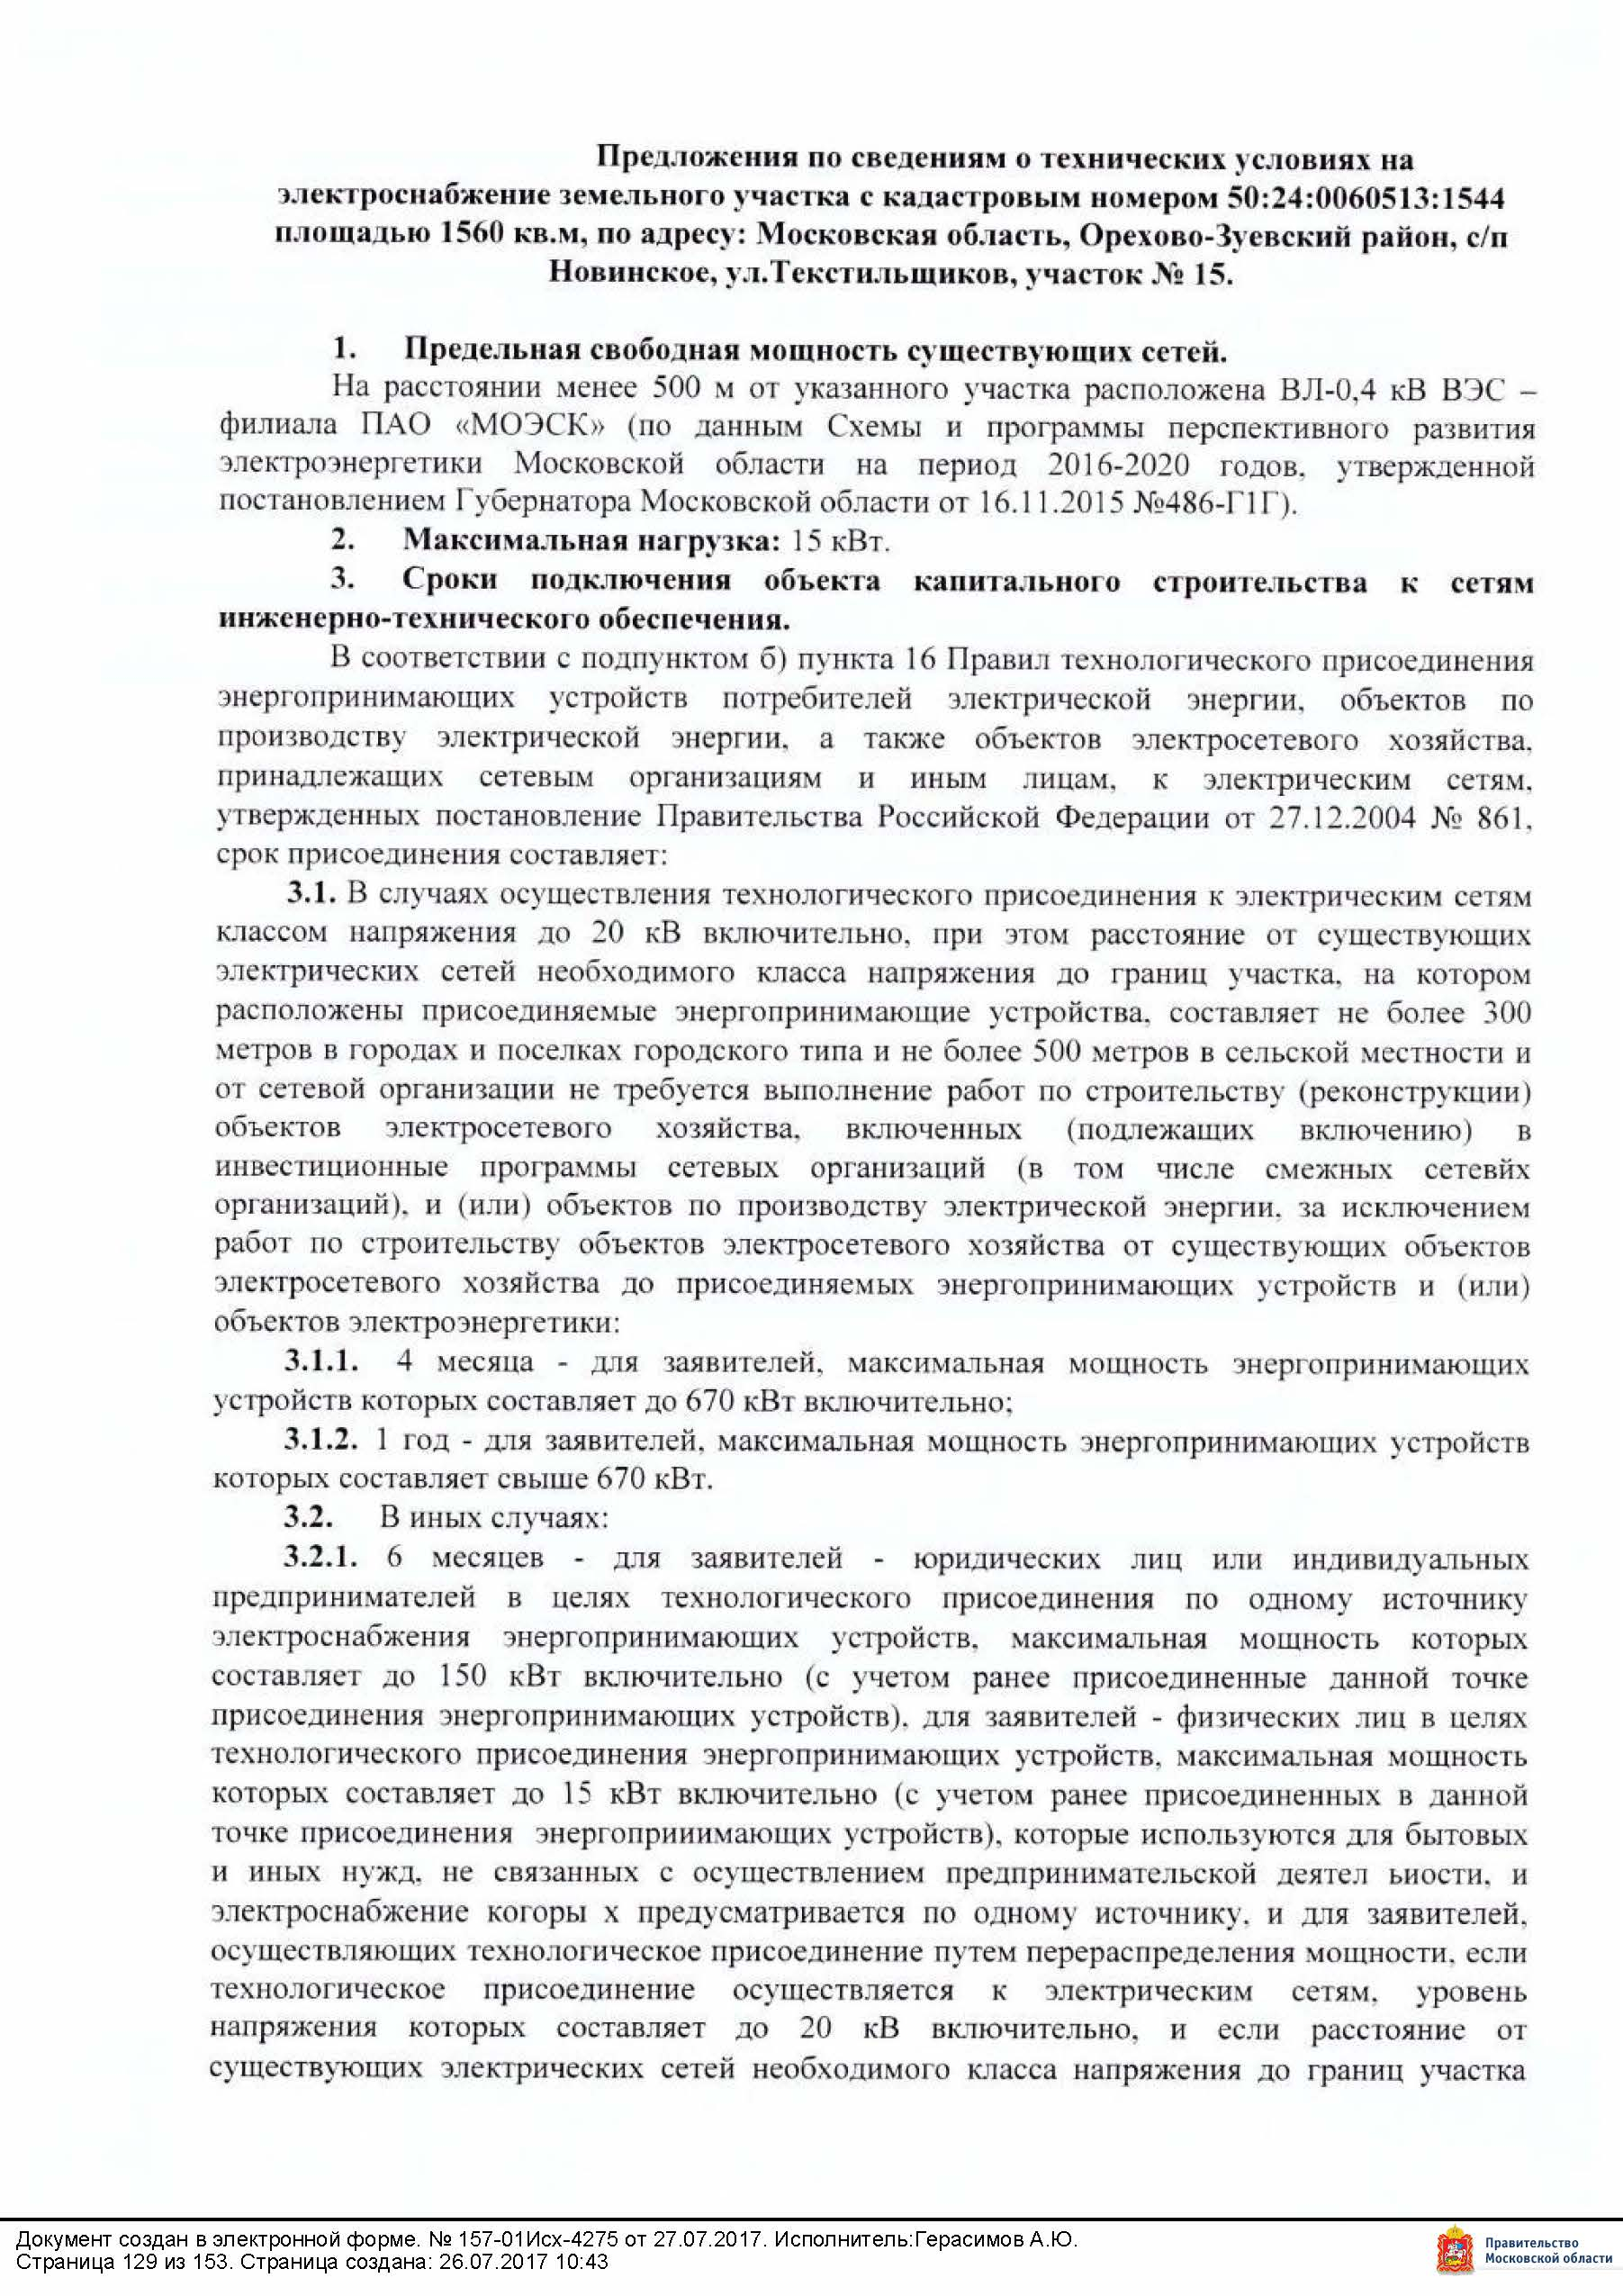 Предложения по сведениям о технических условиях на
электроснабжение земельного участка с кадастровым номером 50:24:0060513:1544
площадью 1560 кв.м, по адресу: Московская область, Орехово-Зуевский район, с/п
Новинское, ул.Текстильщиков, участок № 15.
1. Предельная свободная мощность существующих сетей.
На расстоянии менее 500 м от указанного участка расположена ВЛ-0,4 кВ ВЭС –
филиала ПАО «МОЭСК» (по данным Схемы и программы перспективного развития
электроэнергетики Московской области на период 2016-2020 годов, утвержденной
постановлением Губернатора Московской области от 16.11.2015 №486-Г1Г).
2. Максимальная нагрузка: 15 кВт.
3. Сроки подключения объекта капитального строительства к сетям
инженерно-технического обеспечения.
В соответствии с подпунктом б) пункта 16 Правил технологического присоединения
энергопринимающих устройств потребителей электрической энергии, объектов по
производству электрической энергии, а также объектов электросетевого хозяйства,
принадлежащих сетевым организациям и иным лицам, к электрическим сетям,
утвержденных постановление Правительства Российской Федерации от 27.12.2004 № 861,
срок присоединения составляет:
3.1. В случаях осуществления технологического присоединения к электрическим сетям
классом напряжения до 20 кВ включительно, при этом расстояние от существующих
электрических сетей необходимого класса напряжения до границ участка, на котором
расположены присоединяемые энергопринимающие устройства, составляет не более 300
метров в городах и поселках городского типа и не более 500 метров в сельской местности и
от сетевой организации не требуется выполнение работ по строительству (реконструкции)
объектов электросетевого хозяйства, включенных (подлежащих включению) в
инвестиционные программы сетевых организаций (в том числе смежных сетевйх
организаций), и (или) объектов по производству электрической энергии, за исключением
работ по строительству объектов электросетевого хозяйства от существующих объектов
электросетевого хозяйства до присоединяемых энергопринимающих устройств и (или)
объектов электроэнергетики:
3.1.1. 4 месяца - для заявителей, максимальная мощность энергопринимающих
устройств которых составляет до 670 кВт включительно;
3.1.2. 1 год - для заявителей, максимальная мощность энергопринимающих устройств
которых составляет свыше 670 кВт.
3.2. В иных случаях:
3.2.1. 6 месяцев - для заявителей - юридических лиц или индивидуальных
предпринимателей в целях технологического присоединения по одному источнику
электроснабжения энергопринимающих устройств, максимальная мощность которых
составляет до 150 кВт включительно (с учетом ранее присоединенные данной точке
присоединения энергопринимающих устройств), для заявителей - физических лиц в целях
технологического присоединения энергопринимающих устройств, максимальная мощность
которых составляет до 15 кВт включительно (с учетом ранее присоединенных в данной
точке присоединения энергоприиимающих устройств), которые используются для бытовых
и иных нужд, не связанных с осуществлением предпринимательской деятел ьиости, и
электроснабжение когоры х предусматривается по одному источнику, и для заявителей,
осуществляющих технологическое присоединение путем перераспределения мощности, если
технологическое присоединение осуществляется к электрическим сетям, уровень
напряжения которых составляет до 20 кВ включительно, и если расстояние от
существующих электрических сетей необходимого класса напряжения до границ участка
Документ создан в электронной форме. № 157-01Исх-4275 от 27.07.2017. Исполнитель:Герасимов А.Ю.
Страница 129 из 153. Страница создана: 26.07.2017 10:43
Правительство
Московской области